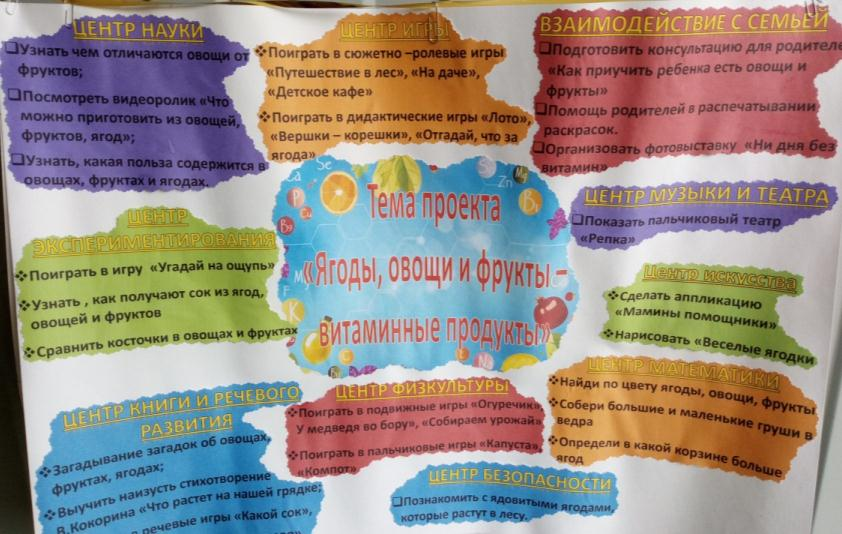 ЦЕНТР НАУКИ
Узнать чем отличаются овощи от
фруктов;
Посмотреть видеоролик «Что
можно приготовить из овощей,
фруктов, ягод»;
Узнать, какая польза содержится в
овощах, фруктах и ягодах.
ЦЕНТР ИГРЫ
Поиграть в сюжетно –ролевые игры
«Путешествие в лес», «На даче»,
«Детское кафе»
Поиграть в дидактические игры «Лото»,
«Вершки – корешки», «Отгадай, что за
ягода»
ВЗАИМОДЕЙСТВИЕ С СЕМЬЕЙ
Подготовить консультацию для родителе
«Как приучить ребенка есть овощи и
фрукты»
Помощь родителей в распечатывании
раскрасок.
Организовать фотовыставку «Ни дня без
витамин»
ЦЕНТР МУЗЫКИ И ТЕАТРА
Показать пальчиковый театр
«Репка»
Тема проекта
«Ягоды, овощи и фрукты –
витаминные продукты»
Ca
Se
P
Cu
B9
Mg
Zn
B1
ЦЕНТР
ЭКСПЕРИМЕНТИРОВАНИЯ
Поиграть в игру «Угадай на ощупь»
Узнать , как получают сок из ягод,
овощей и фруктов
Сравнить косточки в овощах и фруктах
Центр искусства
Сделать аппликацию
«Мамины помощники»
Нарисовать «Веселые ягодки
ЦЕНТР МАТЕМАТИКИ
Найди по цвету ягоды, овощи, фрукты
Собери большие и маленькие груши в
ведра
Определи в какой корзине больше
ягод
ЦЕНТР ФИЗКУЛЬТУРЫ
Поиграть в подвижные игры «Огуречик»,
У медведя во бору», «Собираем урожай»
Поиграть в пальчиковые игры «Капуста»,
«Компот»
ЦЕНТР КНИГИ И РЕЧЕВОГО
РАЗВИТИЯ
Загадывание загадок об овощах,
фруктах, ягодах;
Выучить наизусть стихотворение
В.Кокорина «Что растет на нашей грядке;
в речевые игры «Какой сок»,
ЦЕНТР БЕЗОПАСНОСТИ
Познакомить с ядовитыми ягодами,
которые растут в лесу.